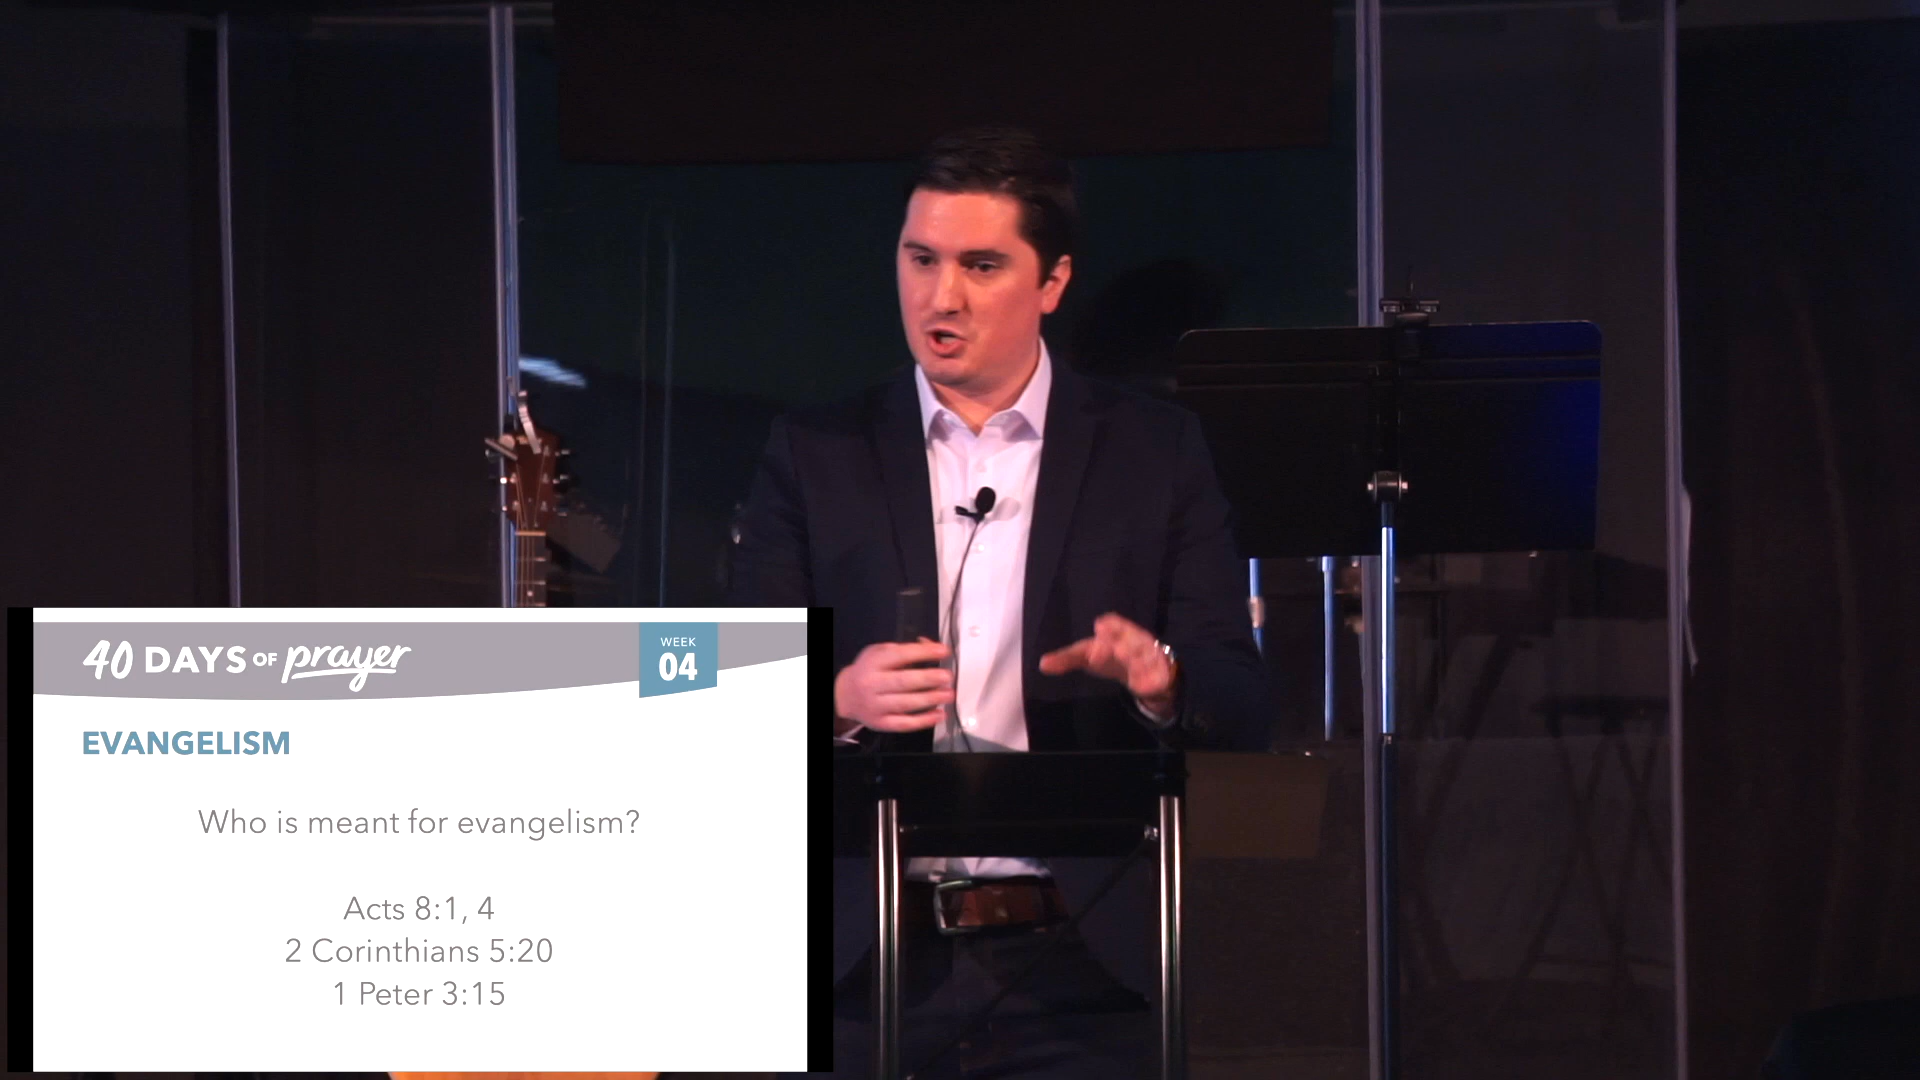 40 DAYS OF prayer
WEEK
04
EVANGELISM
Who is meant for evangelism?
Acts 8:1, 4
2 Corinthians 5:20
1 Peter 3:15